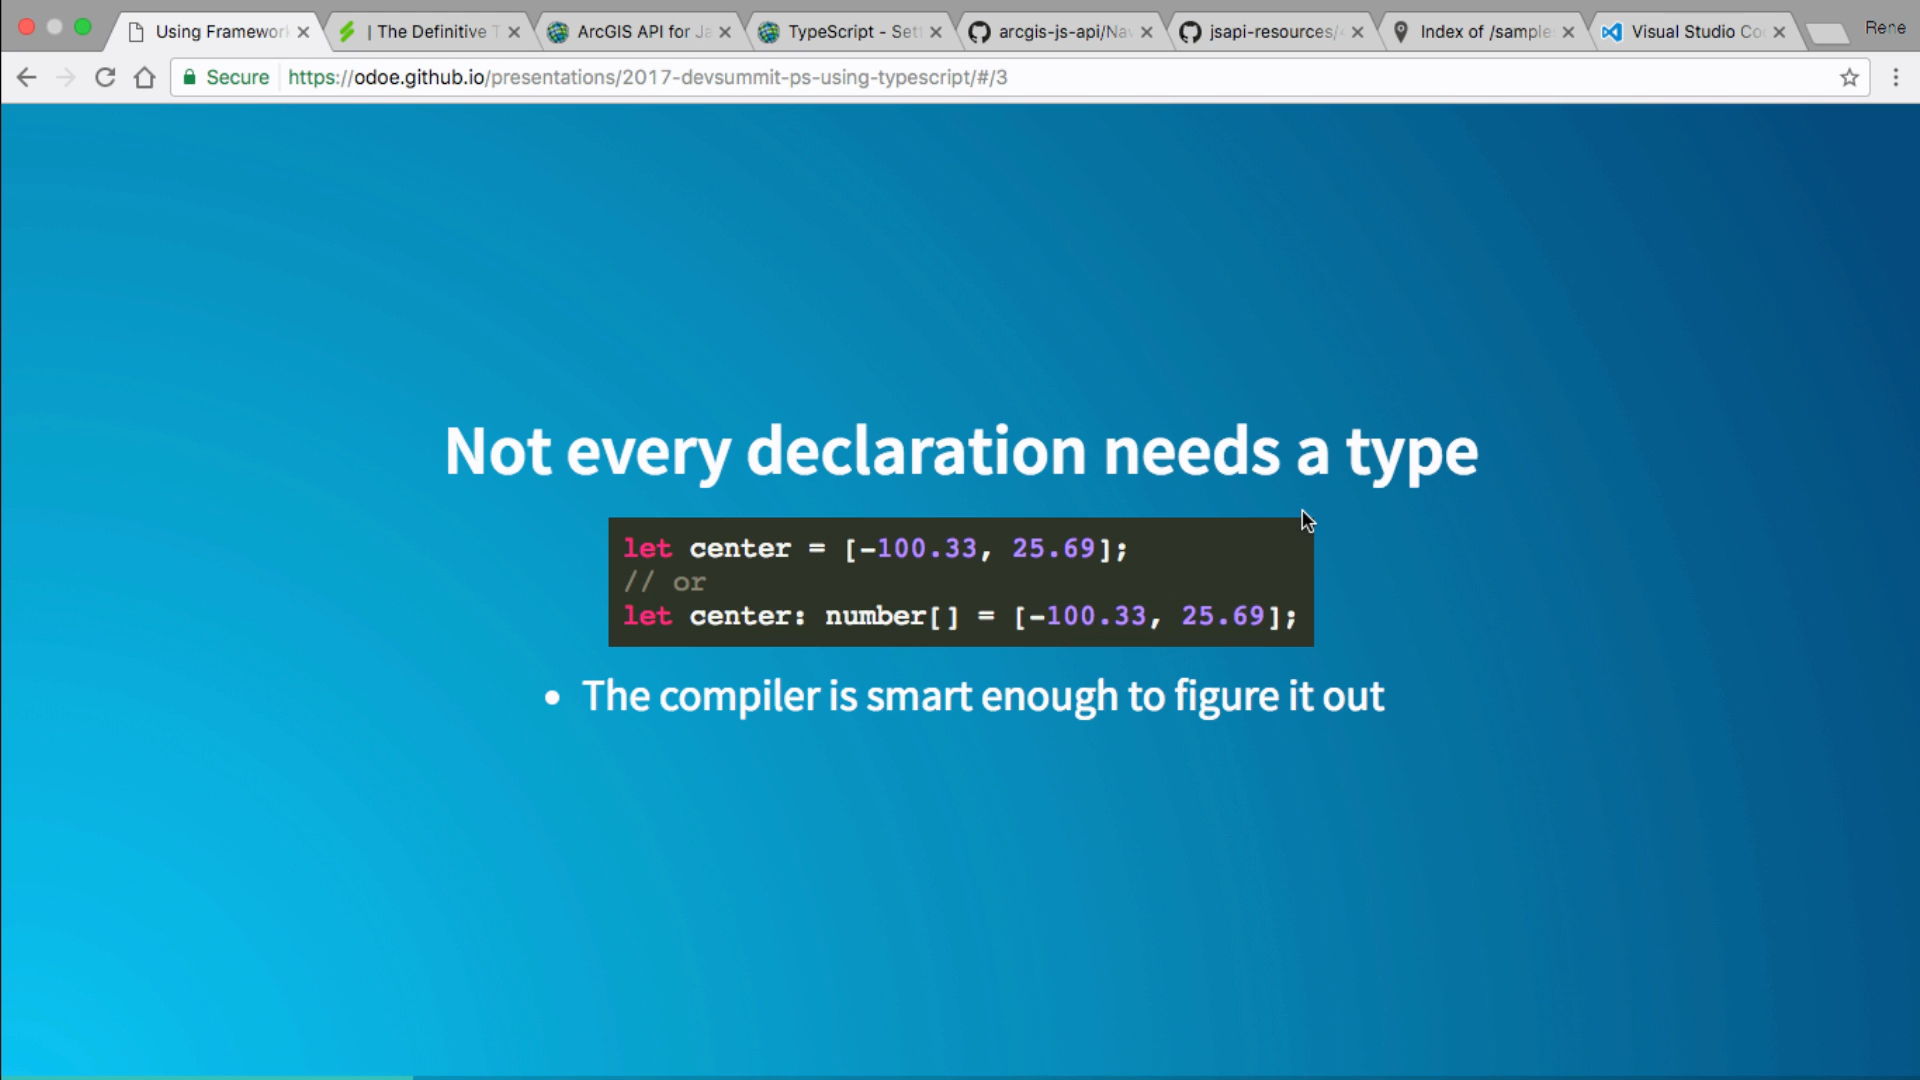 Using Framewor
| The Definitive T
ArcGIS API for Ja
TypeScript - Set
arcgis-js-api/Na
jsapi-resources/
Index of /sample
Visual Studio Co
Rene
Secure https://odoe.github.io/presentations/2017-devsummit-ps-using-typescript/#/3
Not every declaration needs a type
let center = [-100.33, 25.69];
// or
let center: number[] = [-100.33, 25.69];
• The compiler is smart enough to figure it out